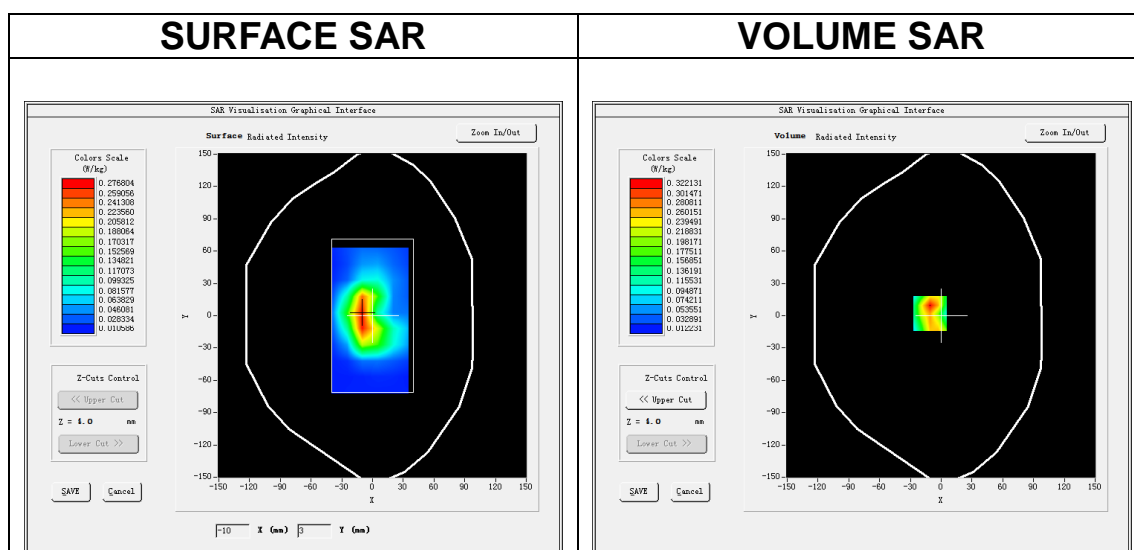 SURFACE SAR
VOLUME SAR
SAR Visualisation Graphical Interface
Surface Radiated Intensity
Zoom In/Out
Colors Scale
(W/kg)
0.276804
0.259056
0.241308
0.223560
0.205812
0.188064
0.170317
0.152569
0.134821
0.117073
0.099325
0.081577
0.063829
0.046081
0.028334
0.010586
150
120
90
60
30
0
-30
-60
-90
-120
-150
Y
-150 -120 -90 -60 -30 0 30 60 90 120 150
X
Z-Cuts Control
<< Upper Cut
Z = 4.0 mm
Lower Cut >>
SAVE
Cancel
-10 X (mm) 3 Y (mm)
SAR Visualisation Graphical Interface
Volume Radiated Intensity
Zoom In/Out
Colors Scale
(W/kg)
0.322131
0.301471
0.280811
0.260151
0.239491
0.218831
0.198171
0.177511
0.156851
0.136191
0.115531
0.094871
0.074211
0.053551
0.032891
0.012231
150
120
90
60
30
0
-30
-60
-90
-120
-150
Y
-150 -120 -90 -60 -30 0 30 60 90 120 150
X
Z-Cuts Control
<< Upper Cut
Z = 4.0 mm
Lower Cut >>
SAVE
Cancel